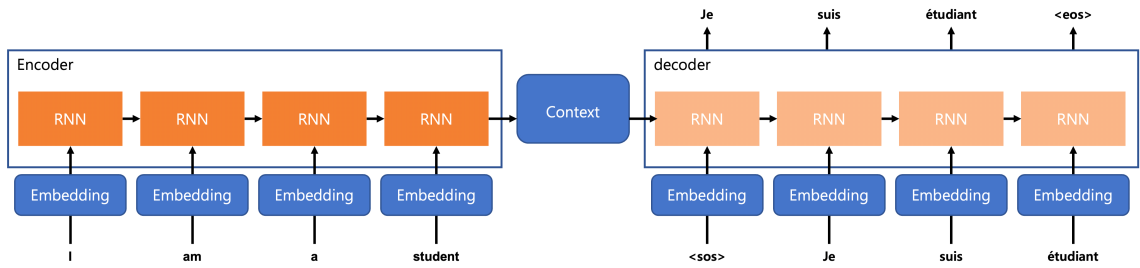 Je suis étudiant <eos>
Encoder decoder
RNN RNN RNN RNN Context RNN RNN RNN RNN
Embedding Embedding Embedding Embedding Embedding Embedding Embedding Embedding
I am a student <sos> Je suis étudiant